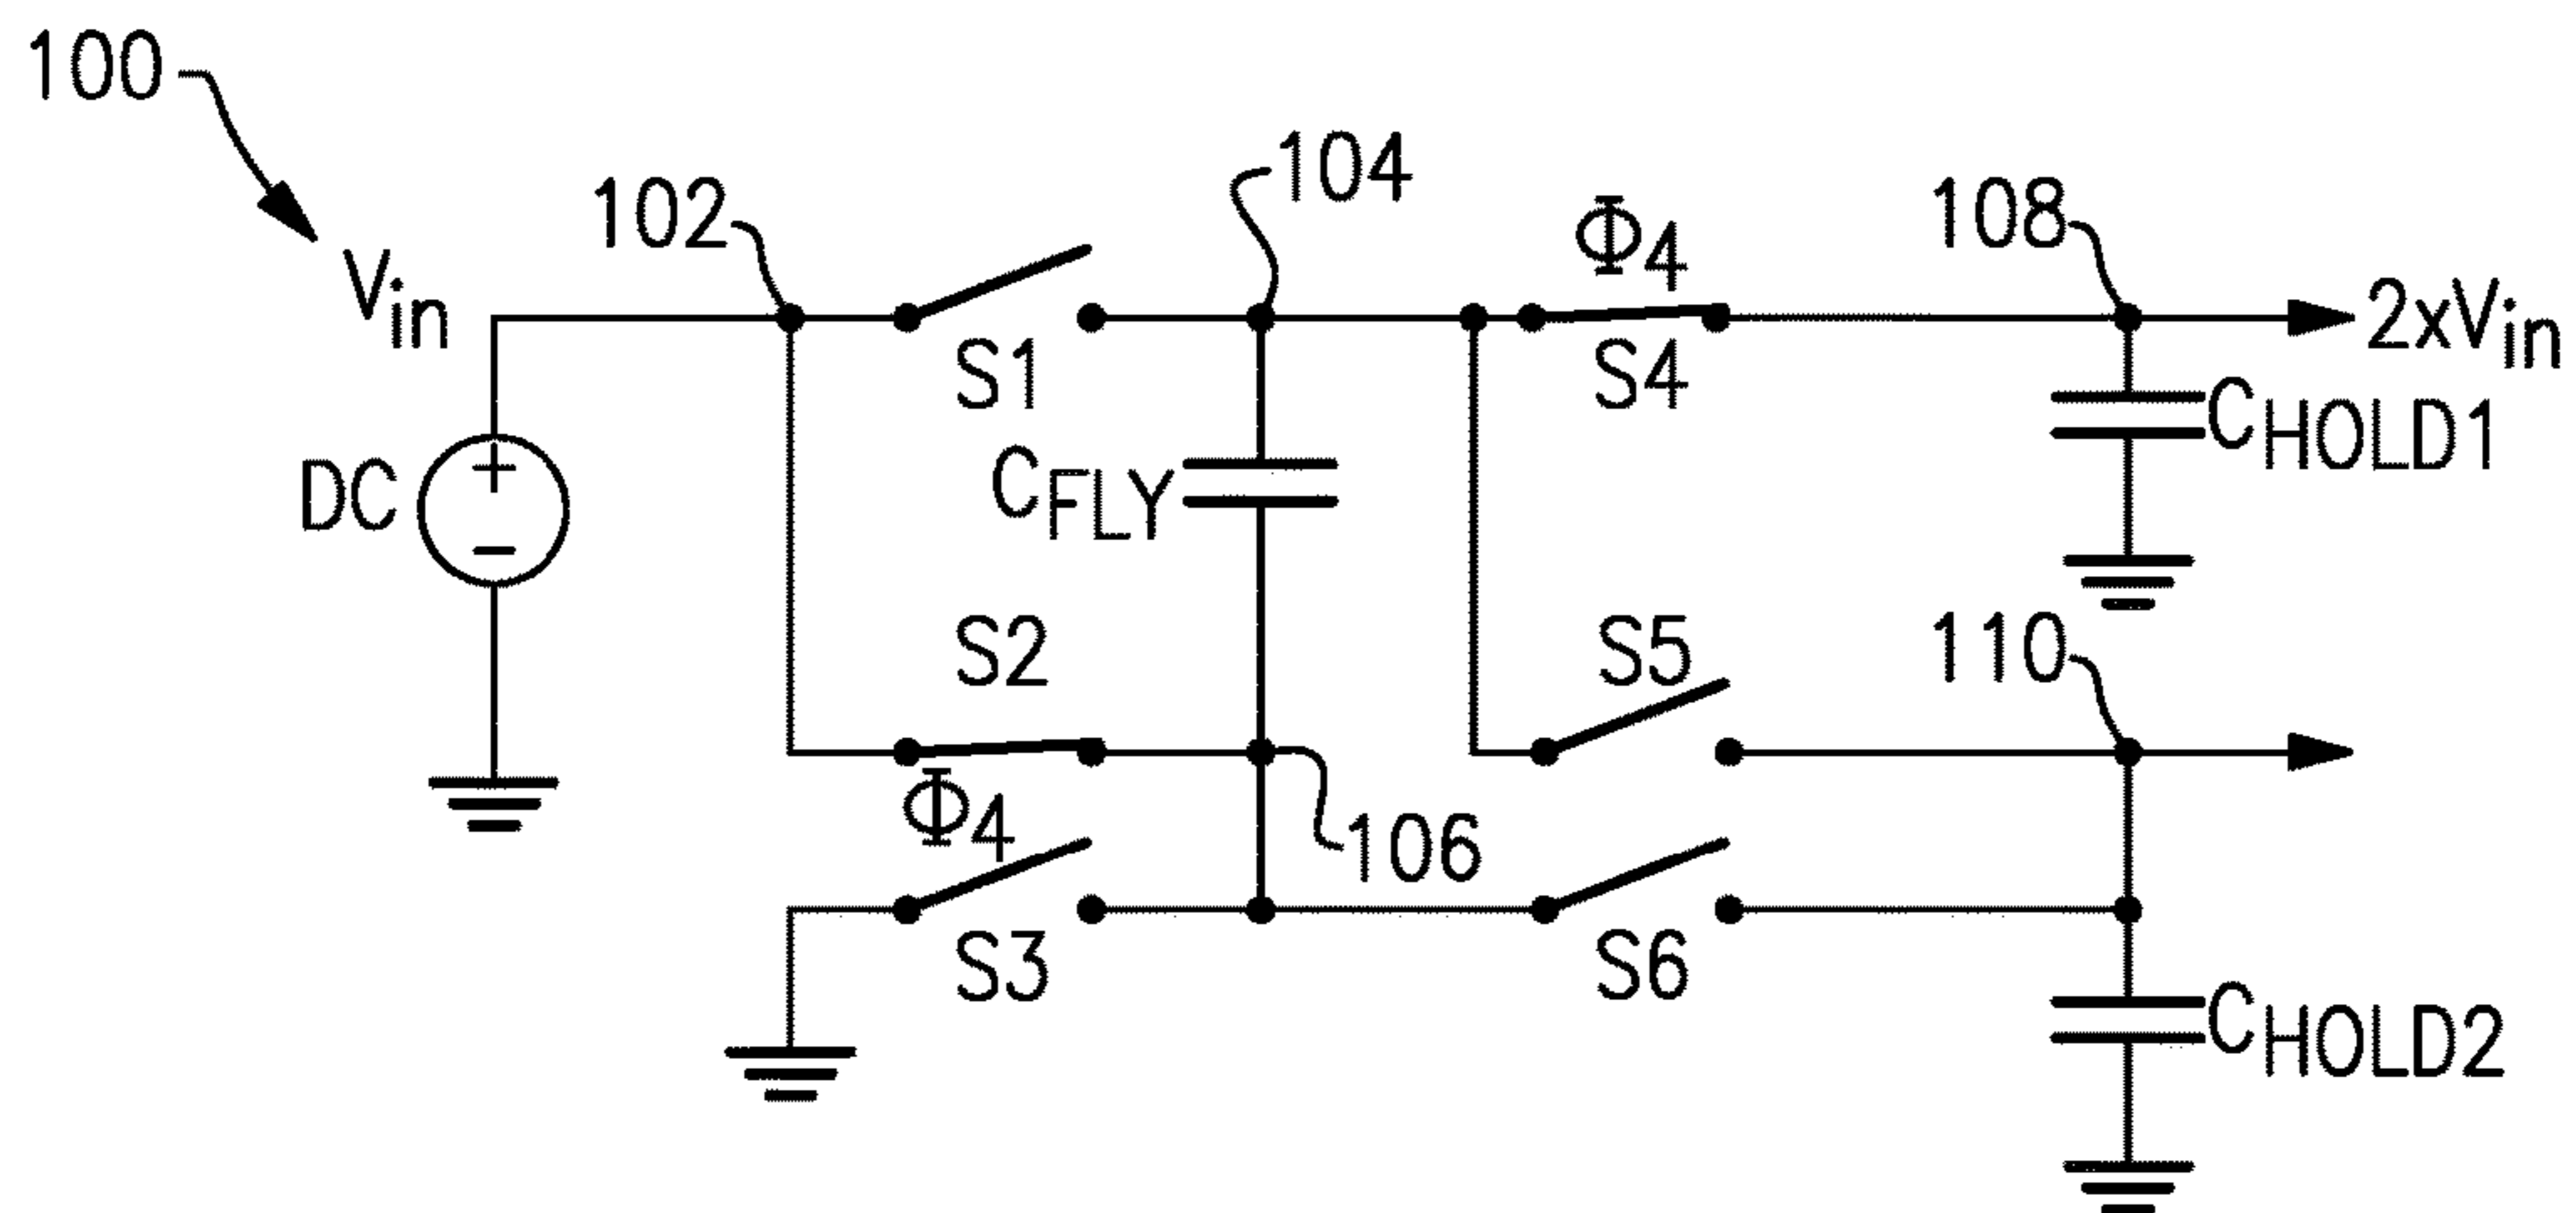 100
104
102
Φ4
108
Vin
2xVin
S1
S4
CHOLD1
DC
+
−
CFLY
S2
S5
110
Φ4
106
S3
S6
CHOLD2